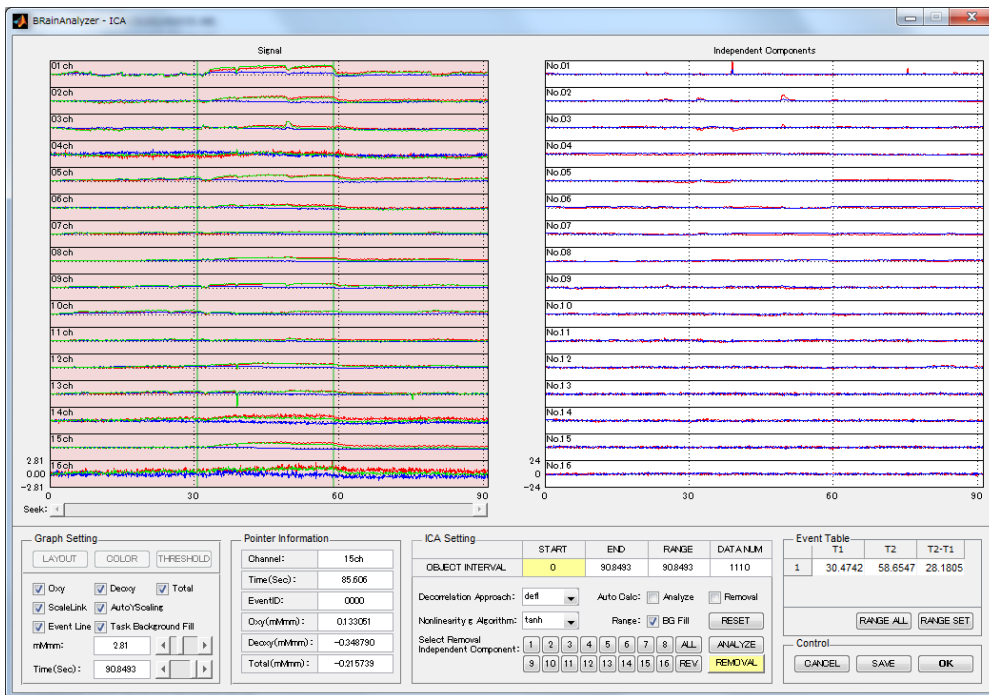 BRainAnalyzer - ICA
Signal
Independent Components
01 ch
02ch
03 ch
04ch
05 ch
06 ch
07 ch
08 ch
09 ch
10 ch
11 ch
12 ch
13 ch
14ch
15 ch
16ch
2.81
0.00
-2.81
0 30 60 90
Seek:
No.01
No.02
No.03
No.04
No.05
No.06
No.07
No.08
No.09
No.10
No.11
No.12
No.13
No.14
No.15
No.16
24
0
-24
0 30 60 90
Graph Setting
LAYOUT COLOR THRESHOLD
Oxy Deoxy Total
ScaleLink AutoYScaling
Event Line Task Background Fill
mMmm: 2.81
Time(Sec): 90.8493
Pointer Information
Channel: 15ch
Time(Sec): 85.606
EventID: 0000
Oxy(mMmm): 0.133051
Deoxy(mMmm): -0.348790
Total(mMmm): -0.215739
ICA Setting
START END RANGE DATA NUM
OBJECT INTERVAL 0 90.8493 90.8493 1110
Decorrelation Approach: defl Auto Calc: Analyze Removal
Nonlinearity g Algorithm: tanh Range: BG Fill RESET
Select Removal
Independent Component: 1 2 3 4 5 6 7 8 ALL ANALYZE
9 10 11 12 13 14 15 16 REV REMOVAL
Event Table
T1 T2 T2-T1
1 30.4742 58.6547 28.1805
RANGE ALL RANGE SET
Control
CANCEL SAVE OK